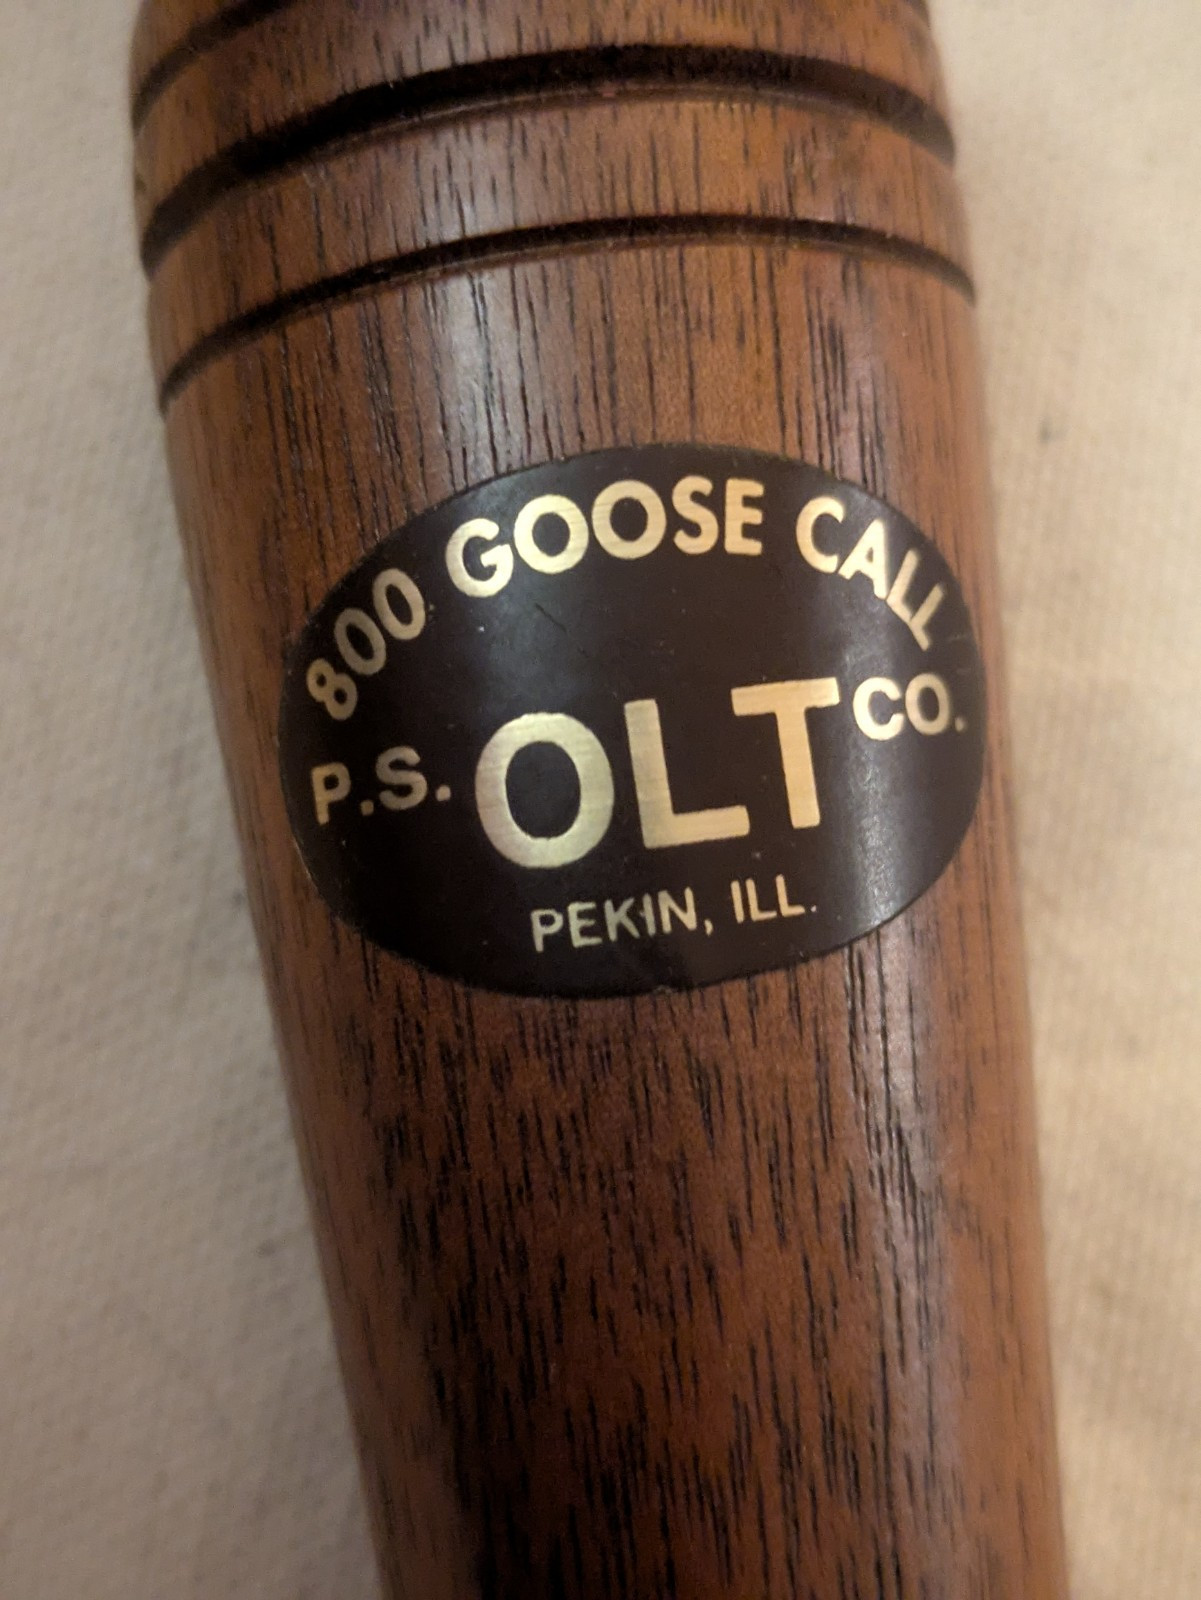 800 GOOSE CALL
P.S. OLT CO.
PEKIN, ILL.